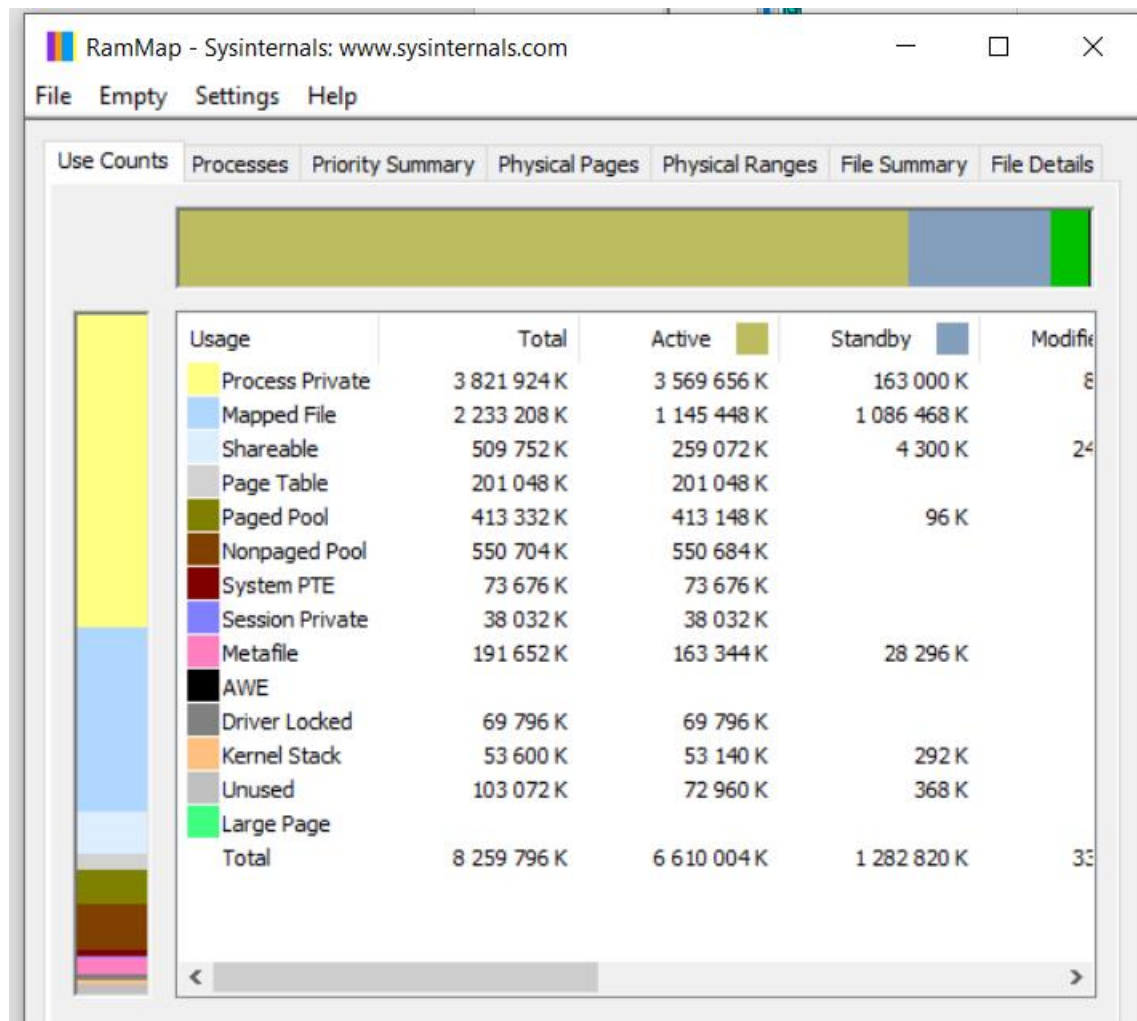 RamMap - Sysinternals: www.sysinternals.com
File Empty Settings Help
Use Counts Processes Priority Summary Physical Pages Physical Ranges File Summary File Details
Usage Total Active Standby Modifie
Process Private 3 821 924 K 3 569 656 K 163 000 K 8
Mapped File 2 233 208 K 1 145 448 K 1 086 468 K
Shareable 509 752 K 259 072 K 4 300 K 24
Page Table 201 048 K 201 048 K
Paged Pool 413 332 K 413 148 K 96 K
Nonpaged Pool 550 704 K 550 684 K
System PTE 73 676 K 73 676 K
Session Private 38 032 K 38 032 K
Metafile 191 652 K 163 344 K 28 296 K
AWE
Driver Locked 69 796 K 69 796 K
Kernel Stack 53 600 K 53 140 K 292 K
Unused 103 072 K 72 960 K 368 K
Large Page
Total 8 259 796 K 6 610 004 K 1 282 820 K 33